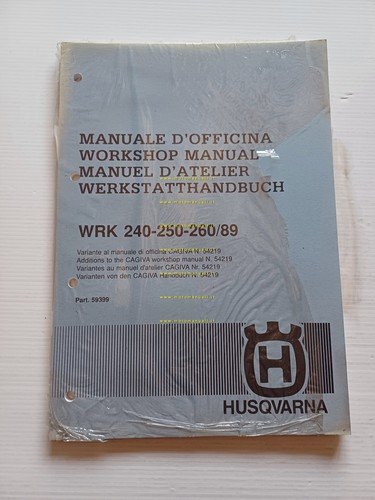 MANUALE D'OFFICINA
WORKSHOP MANUAL
MANUEL D'ATELIER
WERKSTATTHANDBUCH
WRK 240-250-260/89
Variante al manuale di officina CAGIVA N. 54219
Additions to the CAGIVA workshop manual N. 54219
Variantes au manuel d'atelier CAGIVA Nr. 54219
Varianten von den CAGIVA Handbuch N. 54219
Part. 59399
H
HUSQVARNA